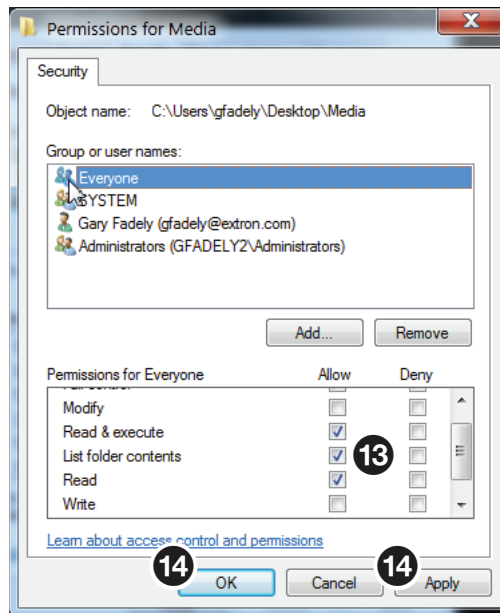 Permissions for Media
Security
Object name: C:\Users\gfadely\Desktop\Media
Group or user names:
Everyone
SYSTEM
Gary Fadely (gfadely@extron.com)
Administrators (GFADELY2\Administrators)
Add... Remove
Permissions for Everyone Allow Deny
Modify
Read & execute
List folder contents 13
Read
Write
Learn about access control and permissions
14 OK Cancel 14 Apply